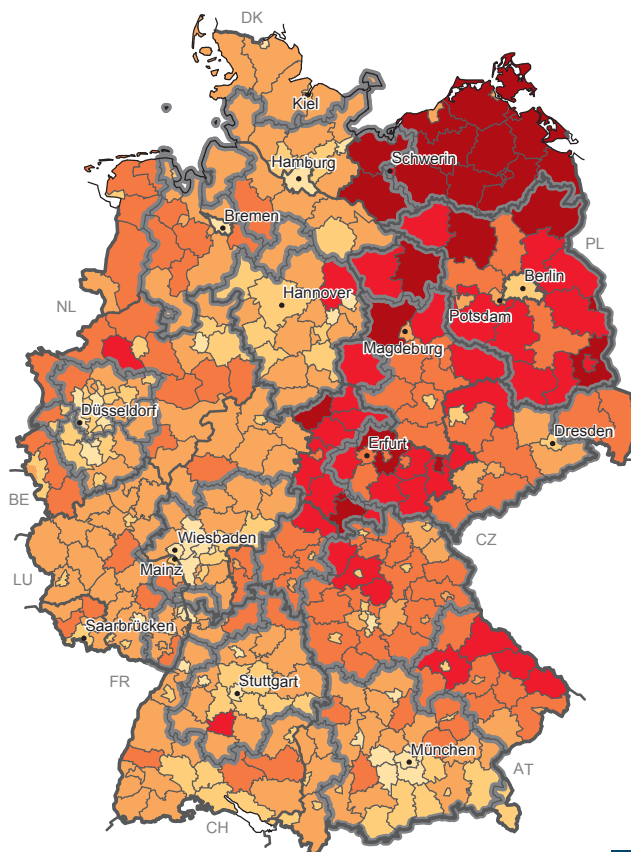 DK
Kiel
Hamburg
Schwerin
Bremen
PL
Berlin
Hannover
NL
Potsdam
Magdeburg
Düsseldorf
Dresden
Erfurt
BE
CZ
Wiesbaden
Mainz
LU
Saarbrücken
FR
Stuttgart
München
AT
CH